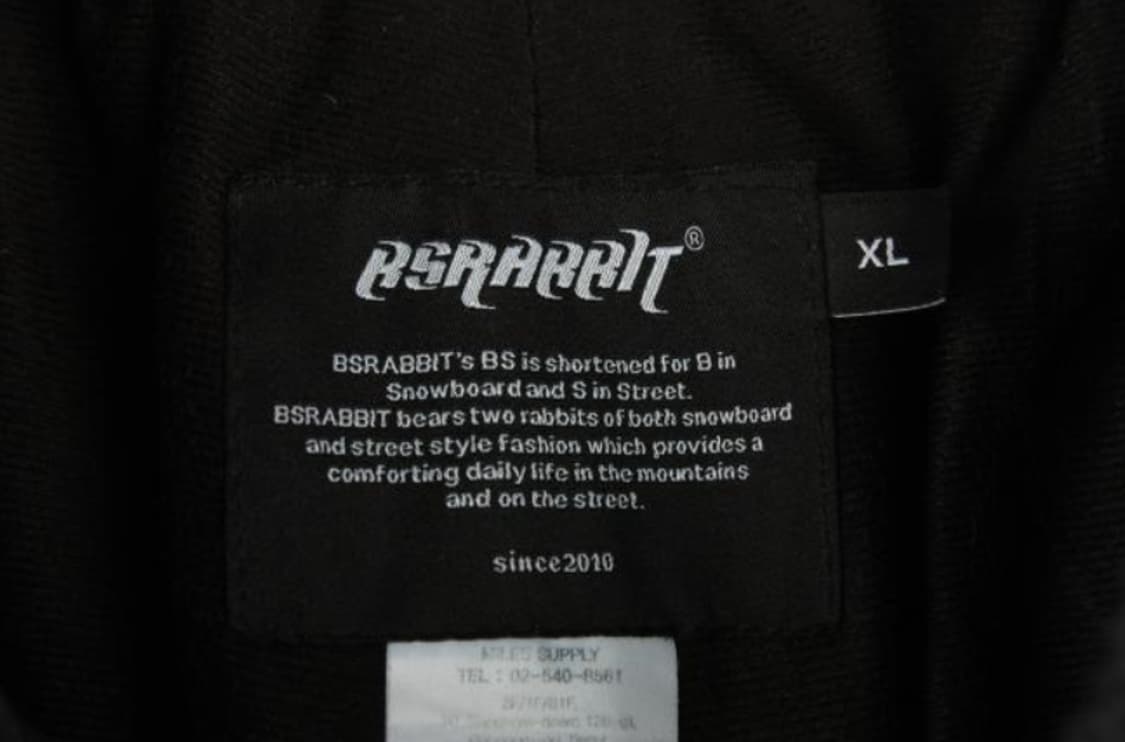 BSRABBIT®
XL
BSRABBIT's BS is shortened for B in
Snowboard and S in Street.
BSRABBIT bears two rabbits of both snowboard
and street style fashion which provides a
comforting daily life in the mountains
and on the street.
since2010
SUPPLY
TEL : 02-540-8561